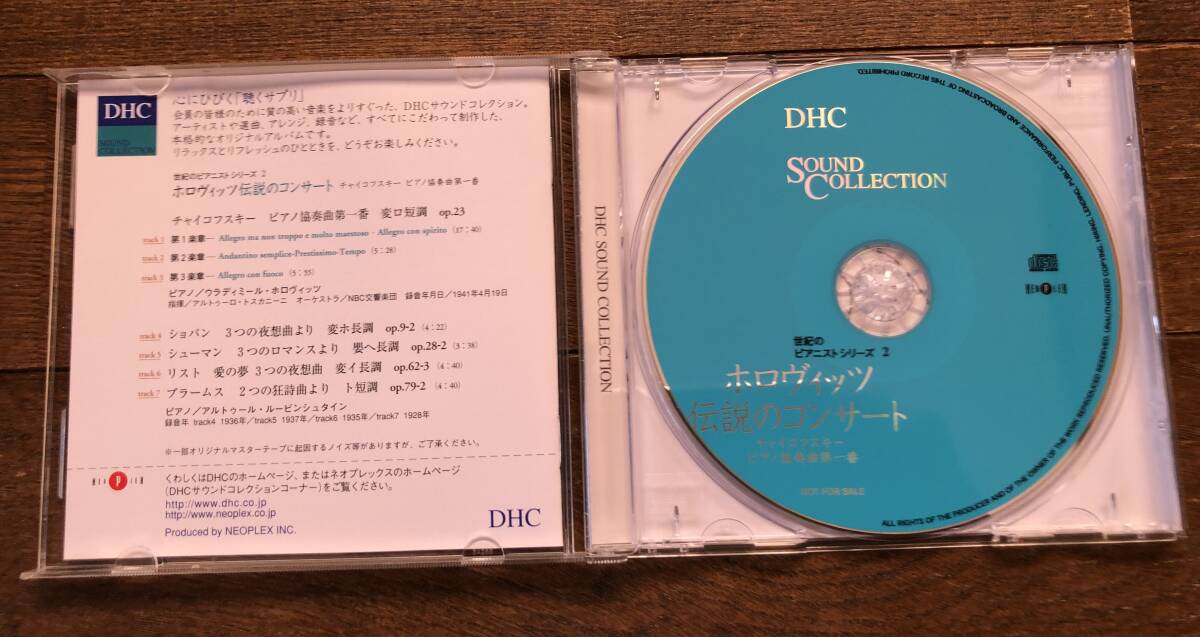 DHC
SOUND
COLLECTION
心にひびく「聴くサプリ」
会員の皆様のために質の高い音楽をよりすぐった、DHCサウンドコレクション。
アーティストや選曲、アレンジ、録音など、すべてにこだわって制作した、
本格的なオリジナルアルバムです。
リラックスとリフレッシュのひとときを、どうぞお楽しみください。
世紀のピアニストシリーズ 2
ホロヴィッツ伝説のコンサート チャイコフスキー ピアノ協奏曲第一番
チャイコフスキー ピアノ協奏曲第一番 変ロ短調 op.23
track 1 第1楽章― Allegro ma non troppo e molto maestoso - Allegro con spirito (17:40)
track 2 第2楽章― Andantino semplice-Prestissimo-Tempo (5:28)
track 3 第3楽章― Allegro con fuoco (5:55)
ピアノ/ウラディミール・ホロヴィッツ
指揮/アルトゥーロ・トスカニーニ オーケストラ/NBC交響楽団 録音年月日/1941年4月19日
track 4 ショパン 3つの夜想曲より 変ホ長調 op.9-2 (4:22)
track 5 シューマン 3つのロマンスより 嬰ヘ長調 op.28-2 (3:38)
track 6 リスト 愛の夢 3つの夜想曲 変イ長調 op.62-3 (4:40)
track 7 ブラームス 2つの狂詩曲より ト短調 op.79-2 (4:40)
ピアノ/アルトゥール・ルービンシュタイン
録音年 track4 1936年/track5 1937年/track6 1935年/track7 1928年
※一部オリジナルマスターテープに起因するノイズ等がありますが、ご了承ください。
くわしくはDHCのホームページ、またはネオプレックスのホームページ
(DHCサウンドコレクションコーナー)をご覧ください。
http://www.dhc.co.jp
http://www.neoplex.co.jp
Produced by NEOPLEX INC.
DHC
DHC SOUND COLLECTION
DHC
SOUND
COLLECTION
世紀の
ピアニストシリーズ 2
ホロヴィッツ
伝説のコンサート
チャイコフスキー
ピアノ協奏曲第一番
NOT FOR SALE
ALL RIGHTS OF THE PRODUCER AND OF THE OWNER OF THE WORK REPRODUCED RESERVED. UNAUTHORIZED COPYING, HIRING, LENDING, PUBLIC PERFORMANCE AND BROADCASTING OF THIS RECORD PROHIBITED.